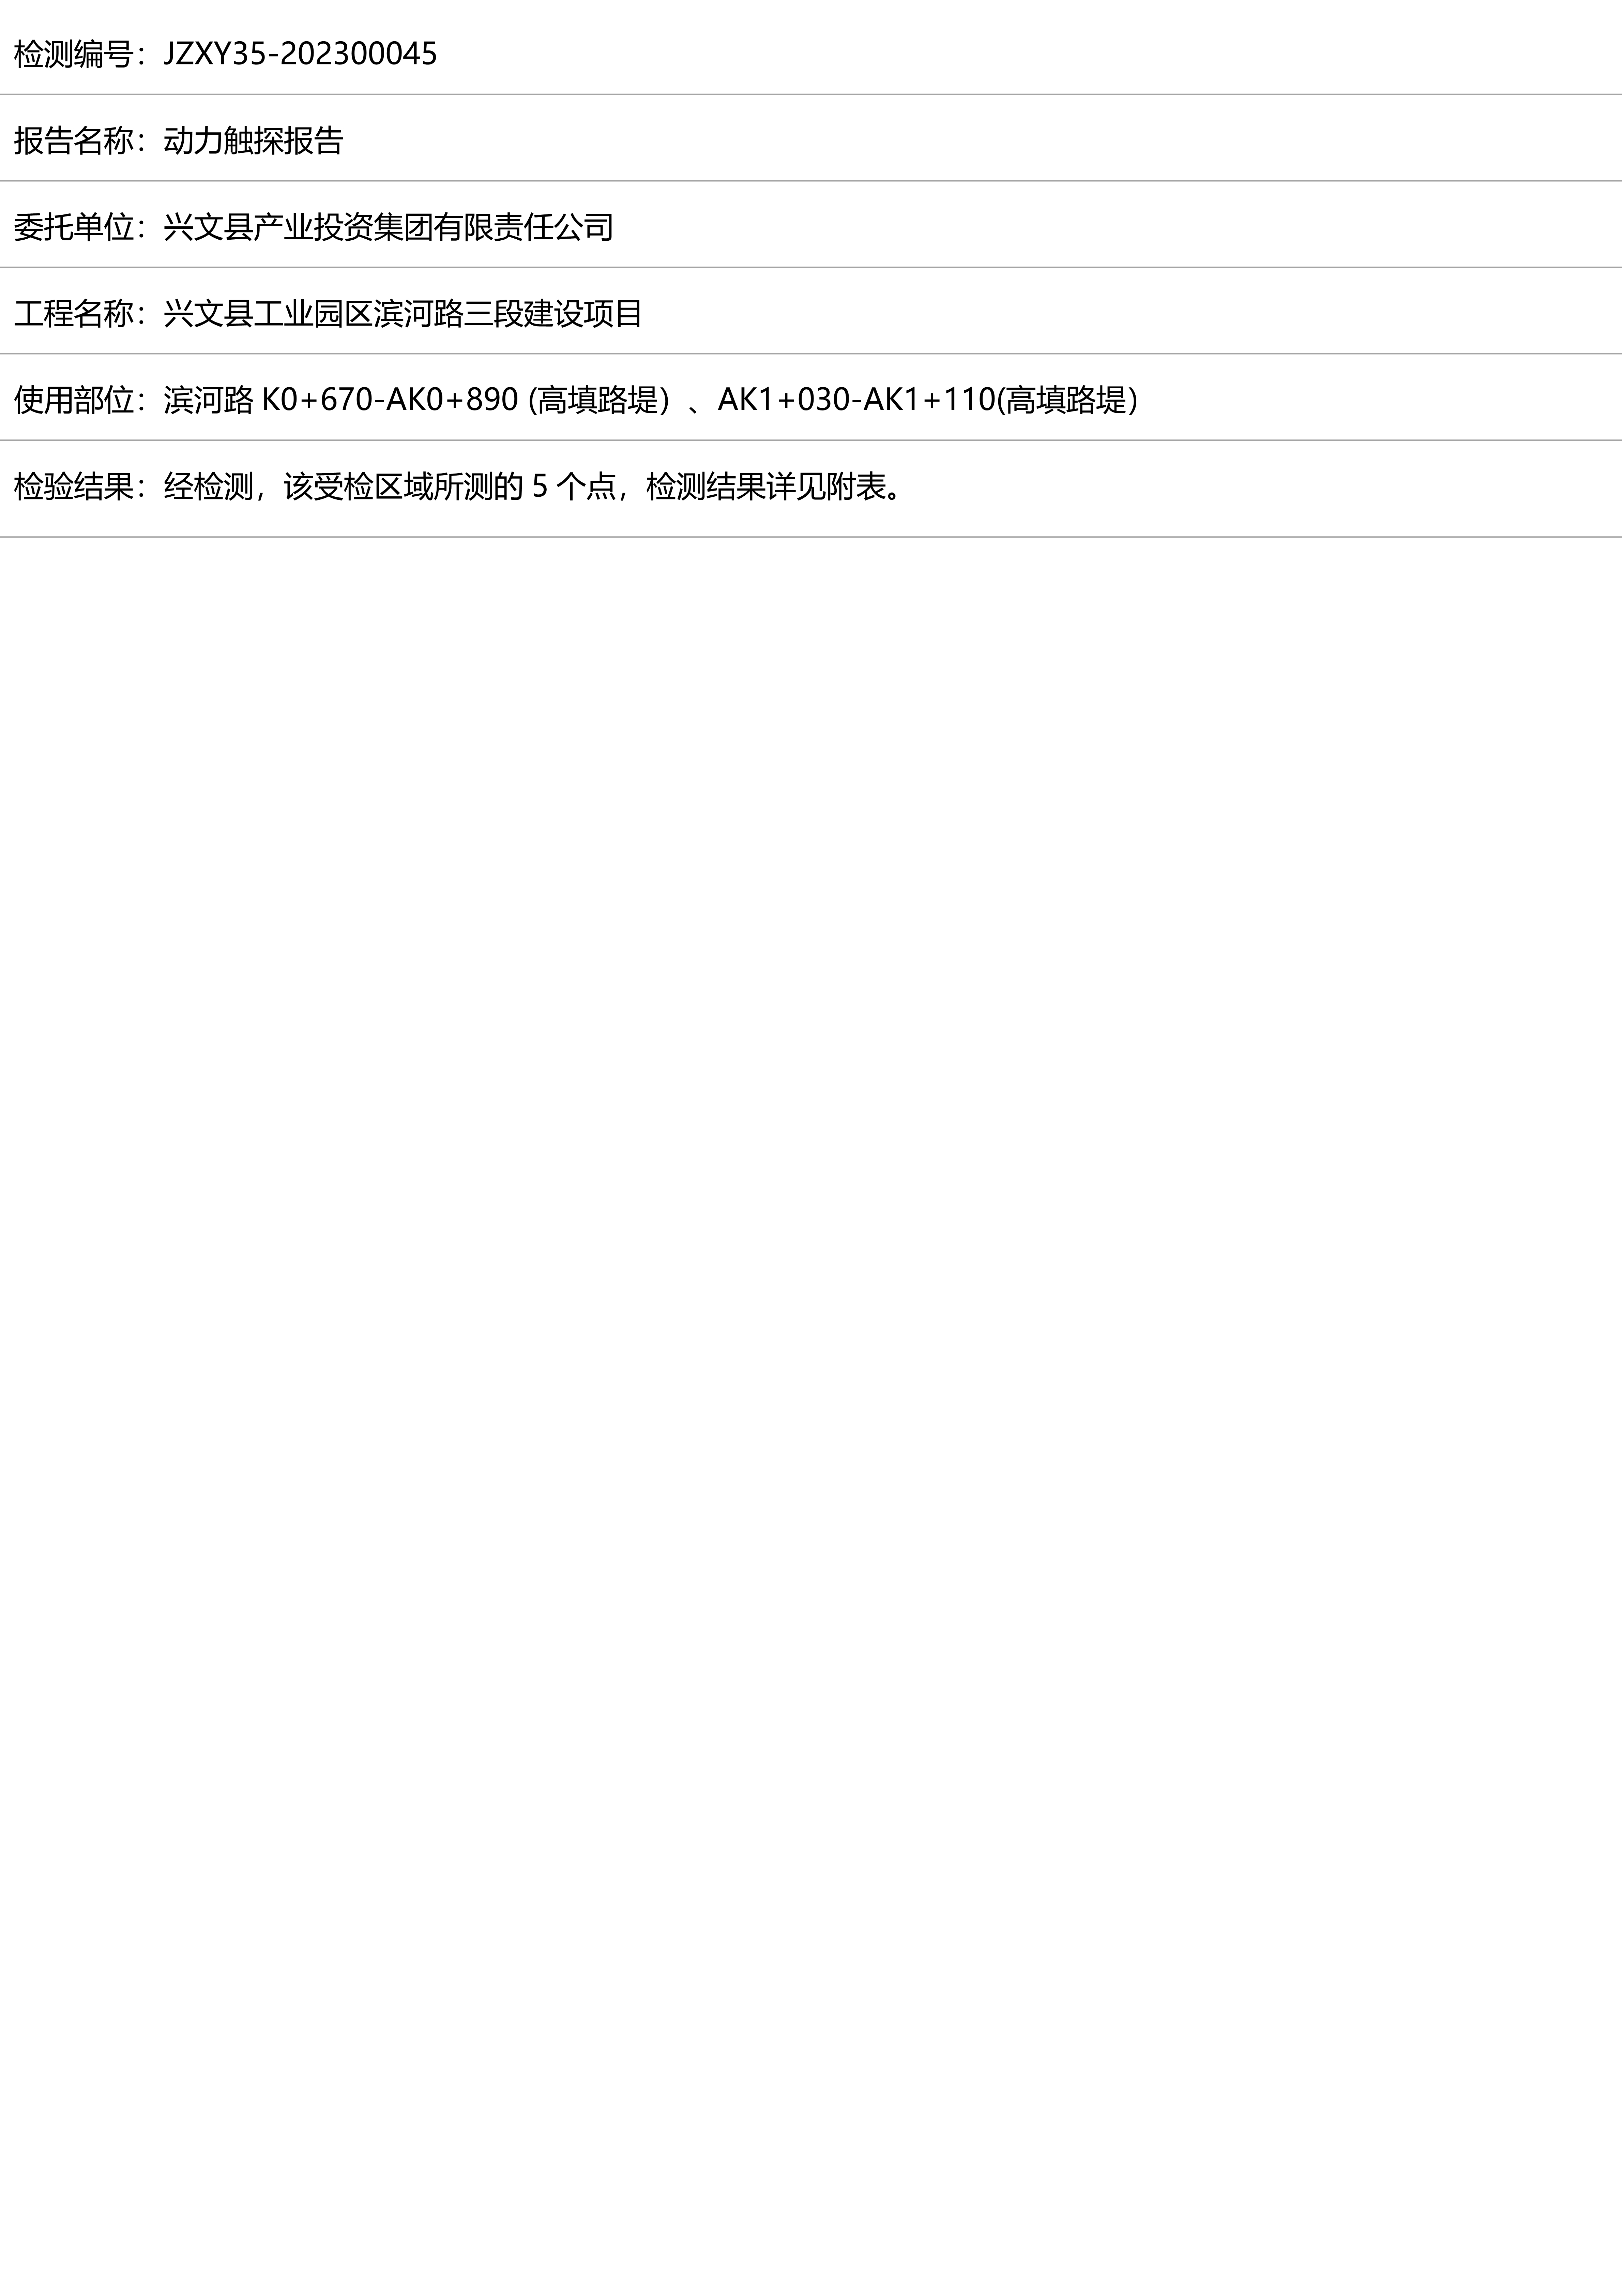 检测编号：JZXY35-202300045
报告名称：动力触探报告
委托单位：兴文县产业投资集团有限责任公司
工程名称：兴文县工业园区滨河路三段建设项目
使用部位：滨河路 K0+670-AK0+890 (高填路堤）、AK1+030-AK1+110(高填路堤）
检验结果：经检测，该受检区域所测的 5 个点，检测结果详见附表。